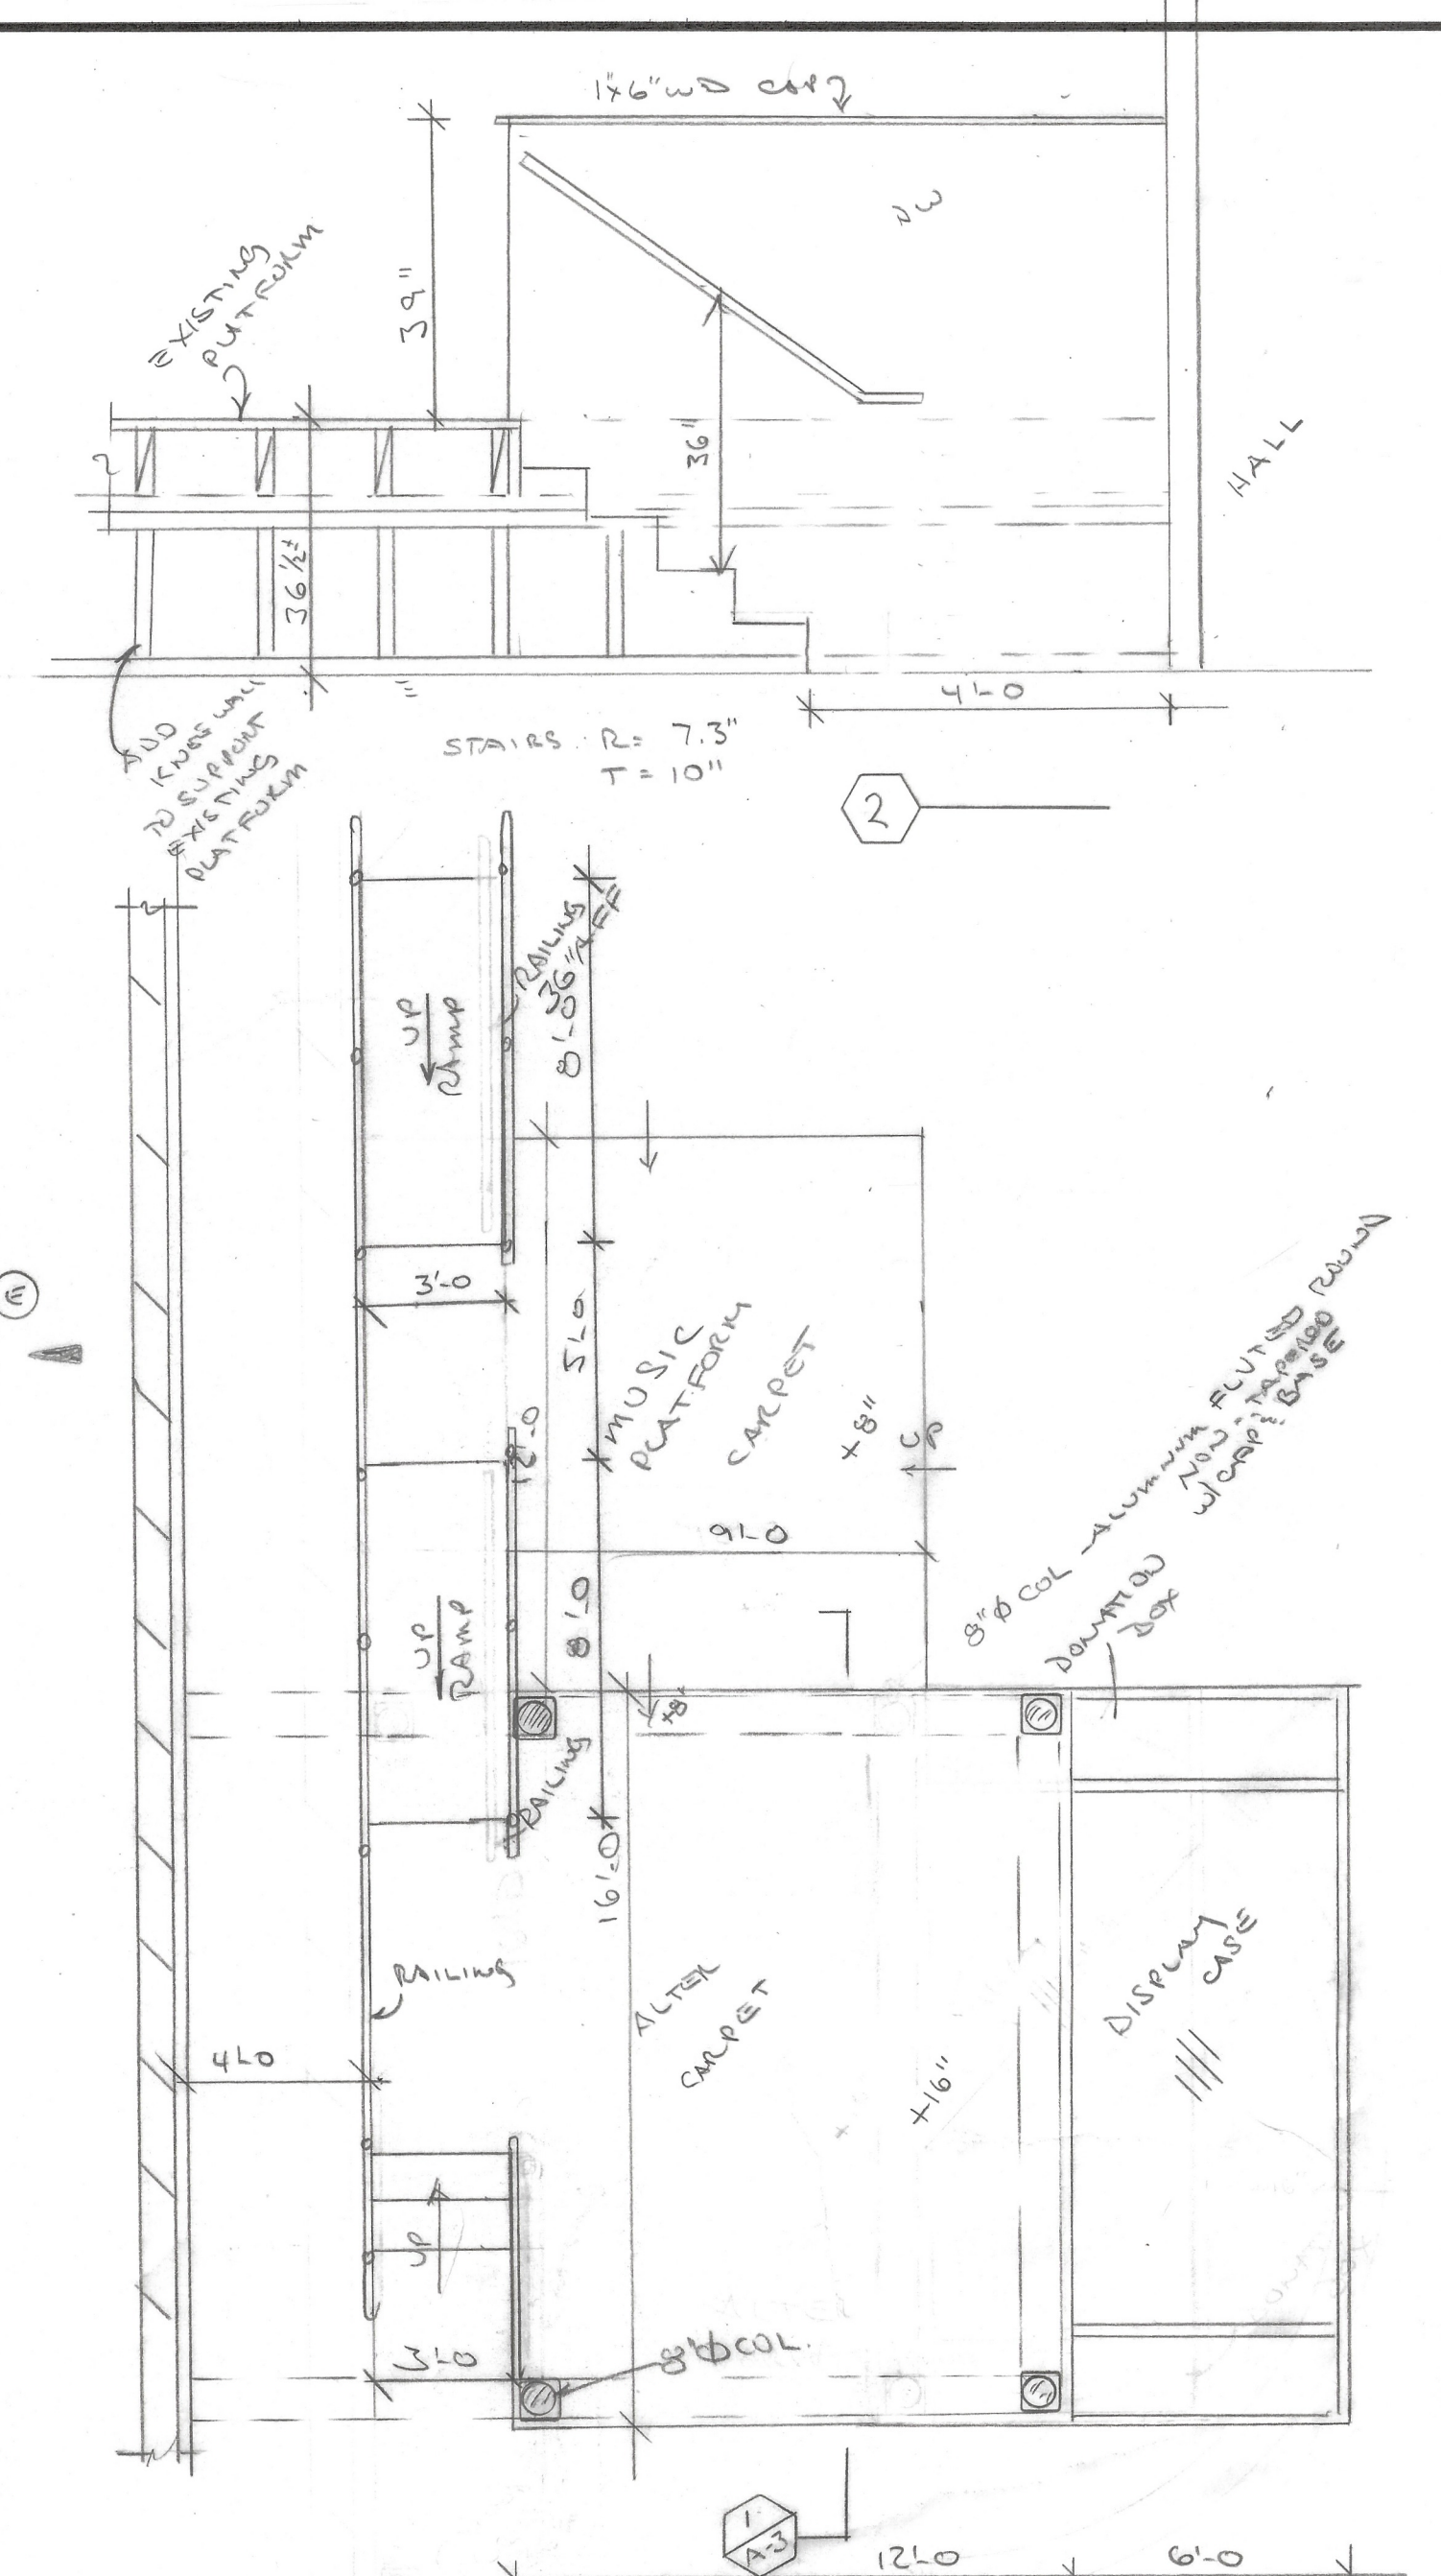 1"x6" WD CAP
39"
EXISTING
PLATFORM
36"
HALL
36½"±
4'-0
ADD
KNEE WALL
TO SUPPORT
EXISTING
PLATFORM
STAIRS: R= 7.3"
T = 10"
2
RAILING
36" AFF
UP
RAMP
8'-0
3'-0
5'-0
MUSIC
PLATFORM
CARPET
+8"
UP
12'-0
9'-0
E
8"ø COL - ALUMINUM FLUTED ROUND
NON-TAPERED
W/ CAP & BASE
DONATION
BOX
UP
RAMP
8'-0
+8"
RAILING
16'-0
RAILING
ALTER
CARPET
+16"
DISPLAY
CASE
4'-0
UP
3'-0
8"ø COL.
1
A-3
12'-0
6'-0